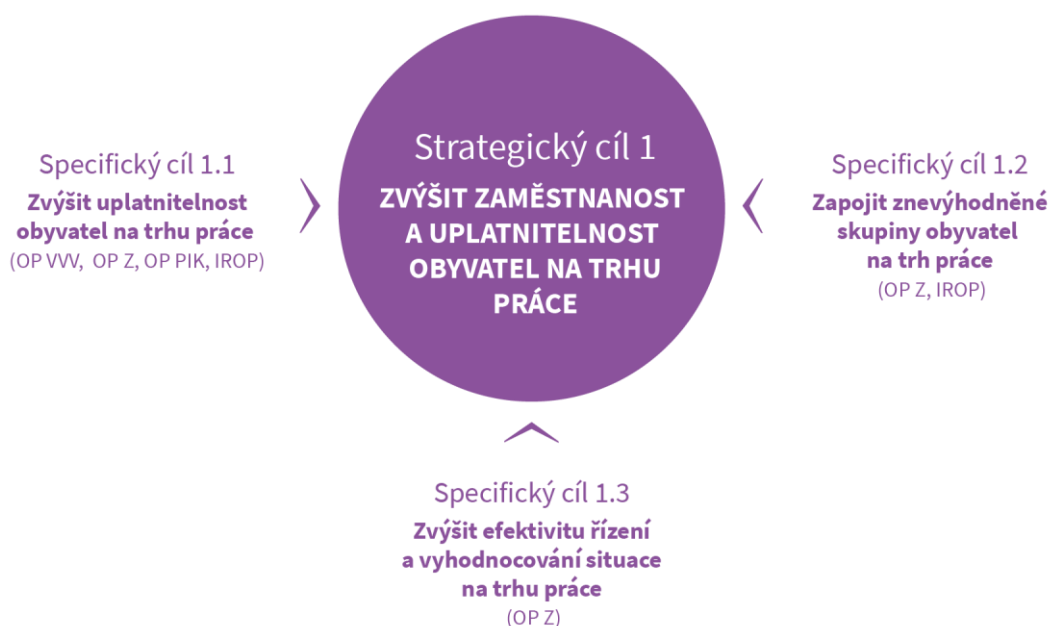 Strategický cíl 1
ZVÝŠIT ZAMĚSTNANOST
A UPLATNITELNOST
OBYVATEL NA TRHU
PRÁCE
Specifický cíl 1.1
Zvýšit uplatnitelnost
obyvatel na trhu práce
(OP VVV, OP Z, OP PIK, IROP)
Specifický cíl 1.2
Zapojit znevýhodněné
skupiny obyvatel
na trh práce
(OP Z, IROP)
Specifický cíl 1.3
Zvýšit efektivitu řízení
a vyhodnocování situace
na trhu práce
(OP Z)